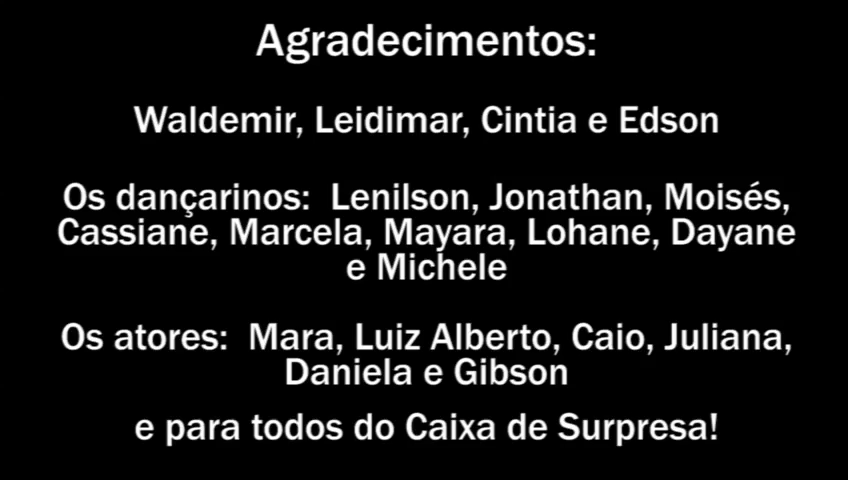 Agradecimentos:
Waldemir, Leidimar, Cintia e Edson
Os dançarinos:  Lenilson, Jonathan, Moisés,
Cassiane, Marcela, Mayara, Lohane, Dayane
e Michele
Os atores:  Mara, Luiz Alberto, Caio, Juliana,
Daniela e Gibson
e para todos do Caixa de Surpresa!